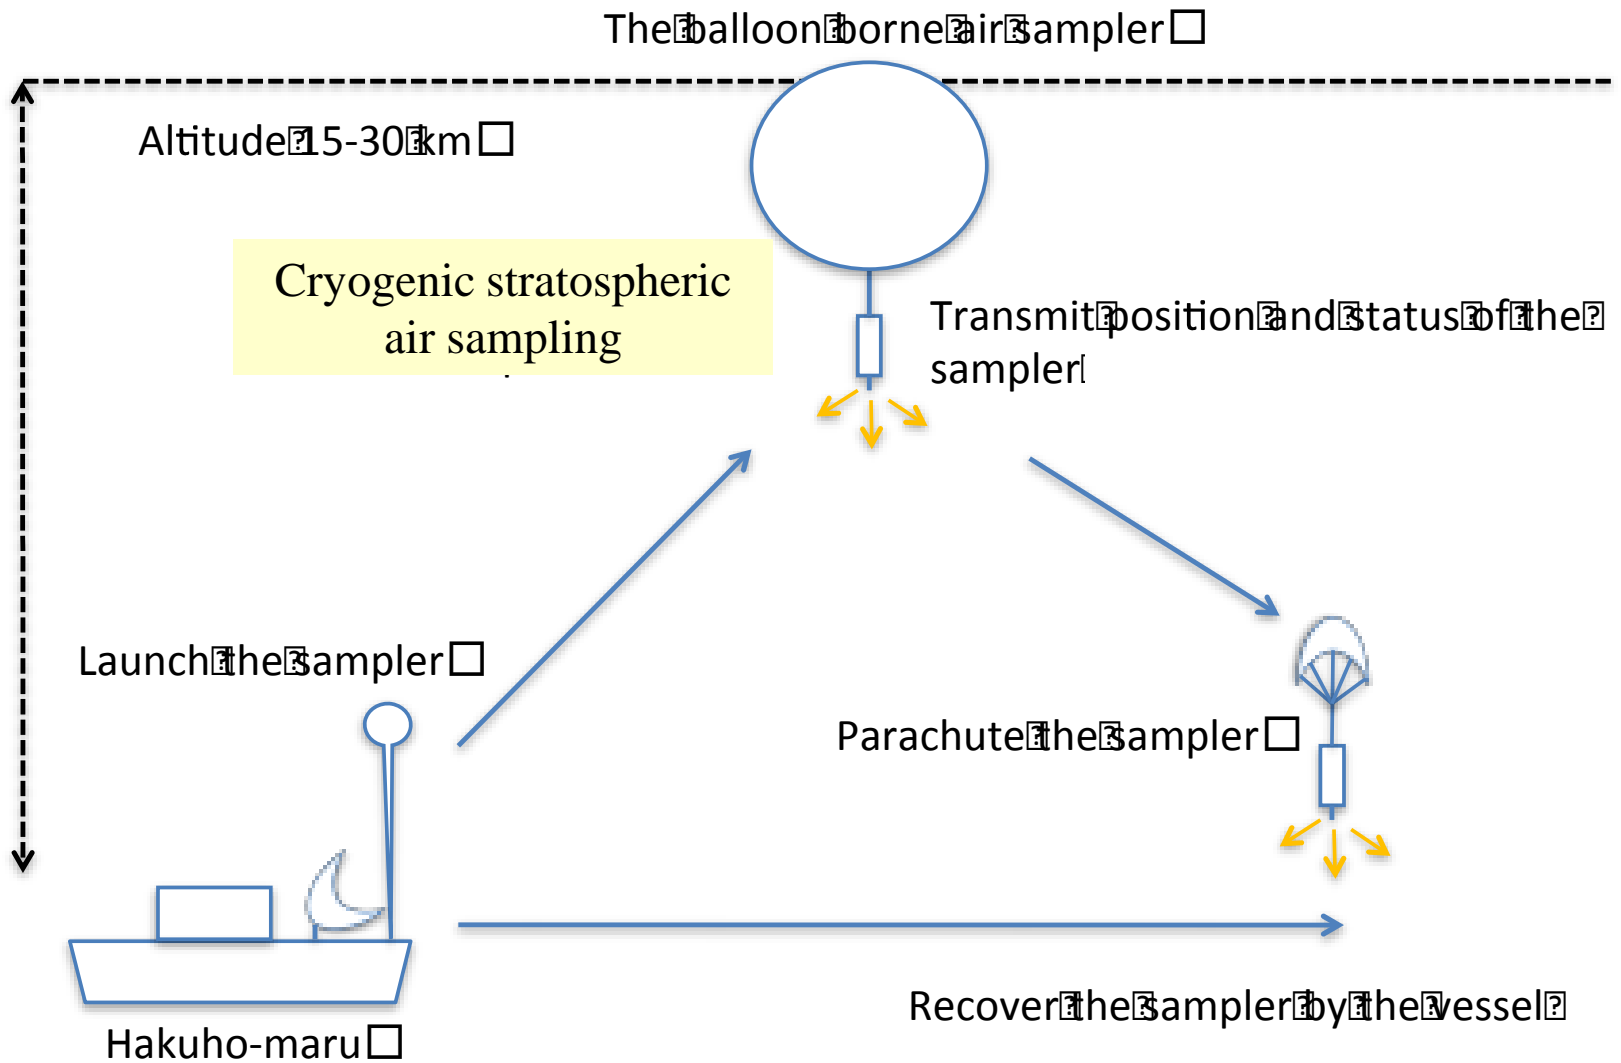 The balloon borne air sampler
Altitude 15-30 km
Cryogenic stratospheric
air sampling
Transmit position and status of the
sampler
Launch the sampler
Parachute the sampler
Recover the sampler by the vessel
Hakuho-maru